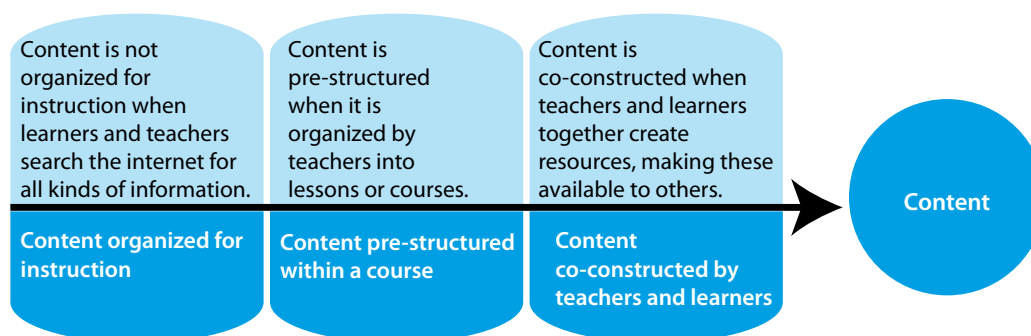 Content is not
organized for
instruction when
learners and teachers
search the internet for
all kinds of information.
Content organized for
instruction
Content is
pre-structured
when it is
organized by
teachers into
lessons or courses.
Content pre-structured
within a course
Content is
co-constructed when
teachers and learners
together create
resources, making these
available to others.
Content
co-constructed by
teachers and learners
Content